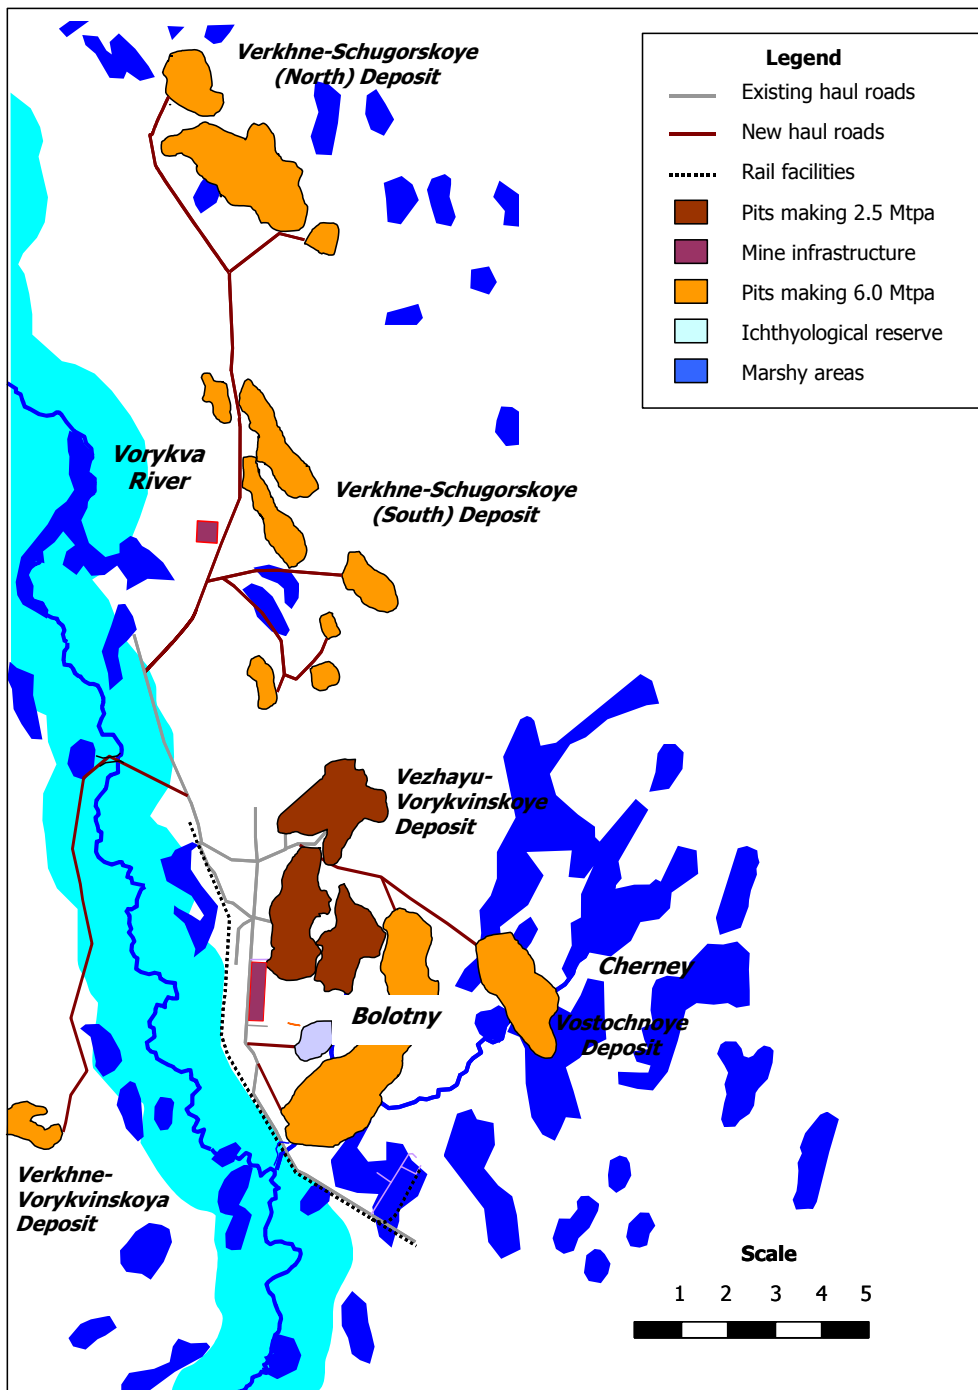 Verkhne-Schugorskoye
(North) Deposit
Legend
Existing haul roads
New haul roads
Rail facilities
Pits making 2.5 Mtpa
Mine infrastructure
Pits making 6.0 Mtpa
Ichthyological reserve
Marshy areas
Vorykva
River
Verkhne-Schugorskoye
(South) Deposit
Vezhayu-
Vorykvinskoye
Deposit
Cherney
Bolotny
Vostochnoye
Deposit
Verkhne-
Vorykvinskoya
Deposit
Scale
1 2 3 4 5